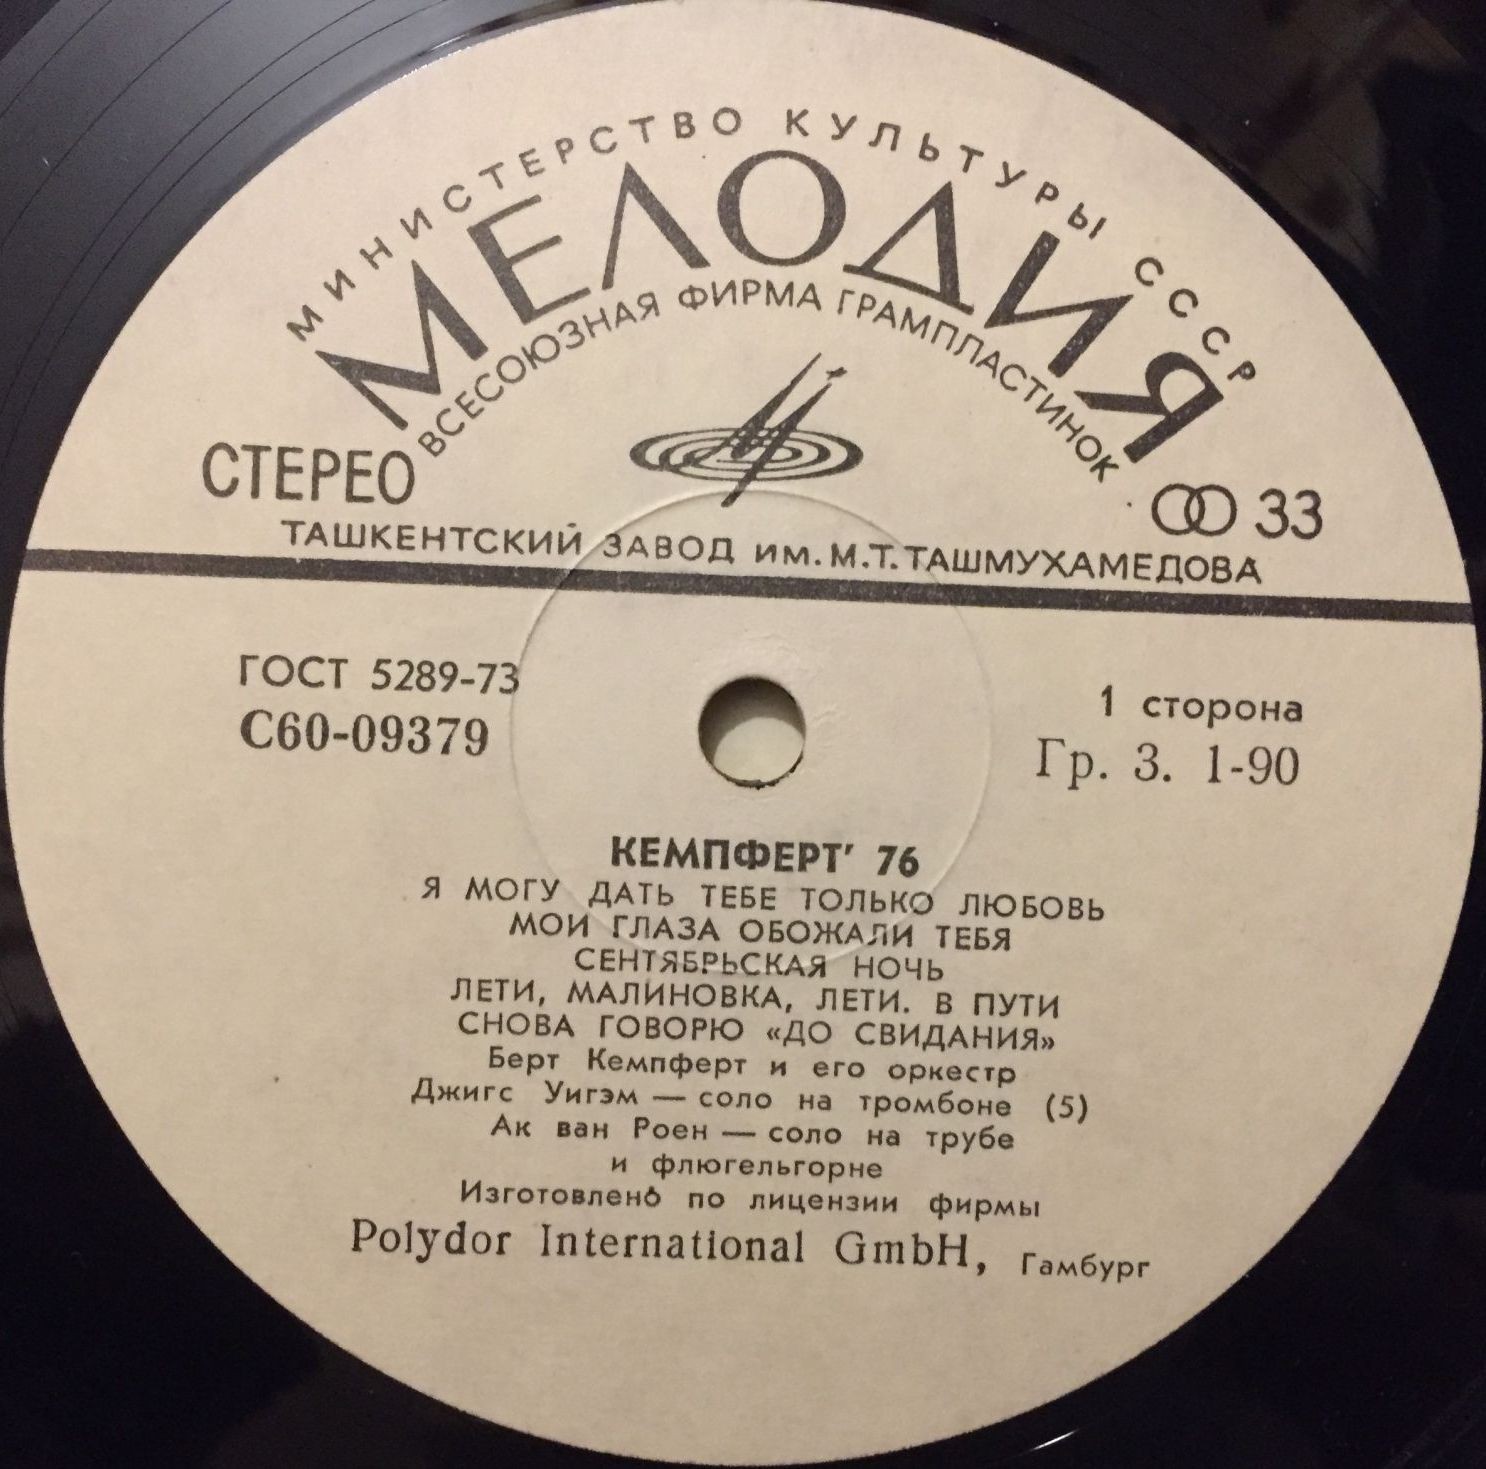 МИНИСТЕРСТВО КУЛЬТУРЫ СССР
МЕЛОДИЯ
ВСЕСОЮЗНАЯ ФИРМА ГРАМПЛАСТИНОК
СТЕРЕО
33
ТАШКЕНТСКИЙ ЗАВОД им. М.Т. ТАШМУХАМЕДОВА
ГОСТ 5289-73
1 сторона
С60-09379
Гр. 3. 1-90
КЕМПФЕРТ' 76
Я МОГУ ДАТЬ ТЕБЕ ТОЛЬКО ЛЮБОВЬ
МОИ ГЛАЗА ОБОЖАЛИ ТЕБЯ
СЕНТЯБРЬСКАЯ НОЧЬ
ЛЕТИ, МАЛИНОВКА, ЛЕТИ. В ПУТИ
СНОВА ГОВОРЮ «ДО СВИДАНИЯ»
Берт Кемпферт и его оркестр
Джигс Уигэм — соло на тромбоне (5)
Ак ван Роен — соло на трубе
и флюгельгорне
Изготовлено по лицензии фирмы
Polydor International GmbH, Гамбург